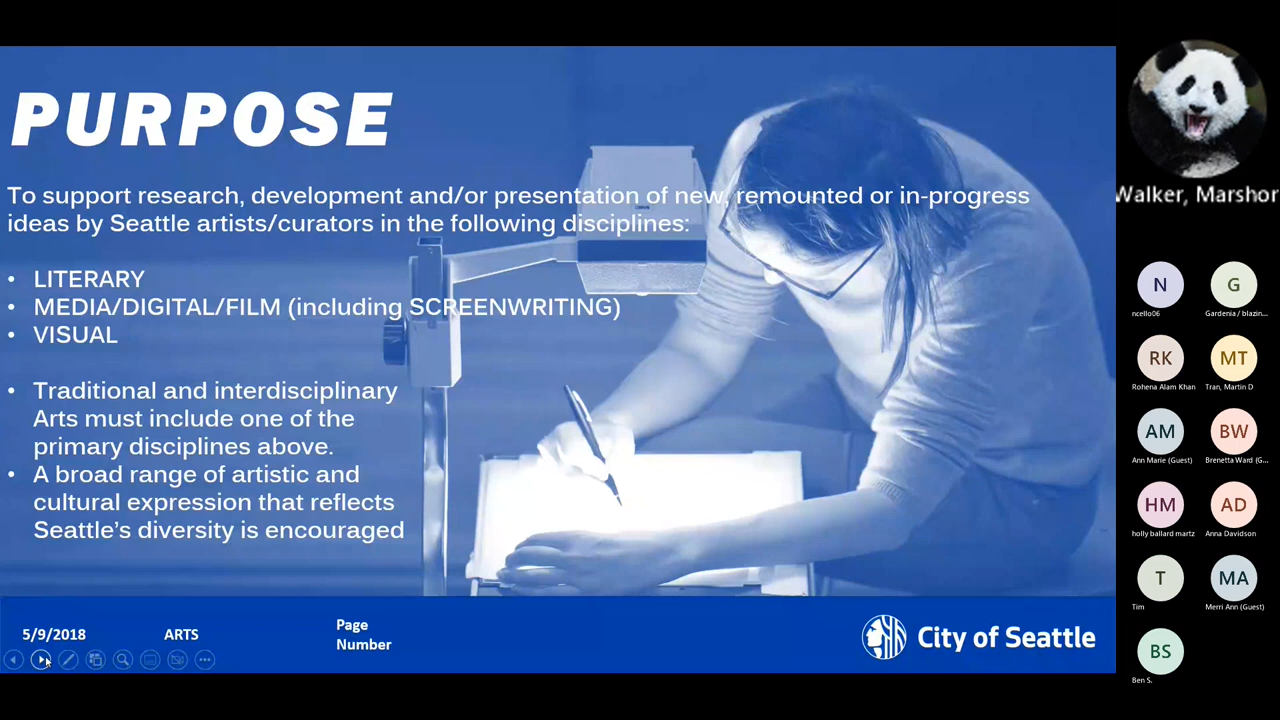 PURPOSE
To support research, development and/or presentation of new, remounted or in-progress
ideas by Seattle artists/curators in the following disciplines:
• LITERARY
• MEDIA/DIGITAL/FILM (including SCREENWRITING)
• VISUAL
• Traditional and interdisciplinary
Arts must include one of the
primary disciplines above.
• A broad range of artistic and
cultural expression that reflects
Seattle’s diversity is encouraged
5/9/2018
ARTS
Page
Number
City of Seattle
Walker, Marshor
N
ncello06
G
Gardenia / blazin...
RK
Rohena Alam Khan
MT
Tran, Martin D
AM
Ann Marie (Guest)
BW
Brenetta Ward (G...
HM
holly ballard martz
AD
Anna Davidson
T
Tim
MA
Merri Ann (Guest)
BS
Ben S.